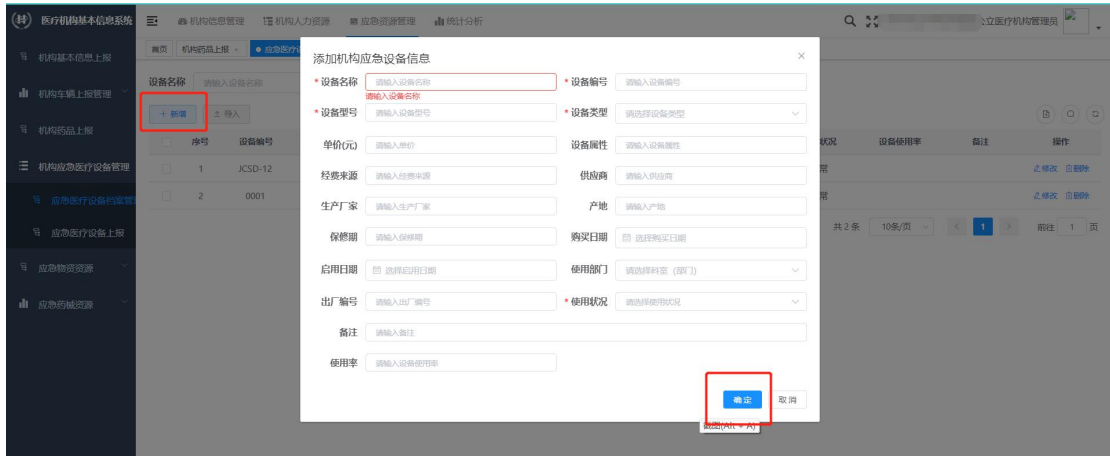 医疗机构基本信息系统
机构信息管理 机构人力资源 应急资源管理 统计分析
立医疗机构管理员
机构基本信息上报
机构车辆上报管理
机构药品上报
机构应急医疗设备管理
应急医疗设备档案管
应急医疗设备上报
应急物资资源
应急药械资源
首页 机构药品上报 应急医疗
设备名称 请输入设备名称
+ 新增 导入
序号 设备编号
状况 设备使用率 备注 操作
1 JCSD-12
常 修改 删除
2 0001
常 修改 删除
共 2 条 10条/页 < 1 > 前往 1 页
添加机构应急设备信息 ×
* 设备名称 请输入设备名称
请输入设备名称
* 设备编号 请输入设备编号
* 设备型号 请输入设备型号
* 设备类型 请选择设备类型
单价(元) 请输入单价
设备属性 请输入设备属性
经费来源 请输入经费来源
供应商 请输入供应商
生产厂家 请输入生产厂家
产地 请输入产地
保修期 请输入保修期
购买日期 选择购买日期
启用日期 选择启用日期
使用部门 请选择科室（部门）
出厂编号 请输入出厂编号
* 使用状况 请选择使用状况
备注 请输入备注
使用率 请输入设备使用率
确定 取消
截图(Alt + A)